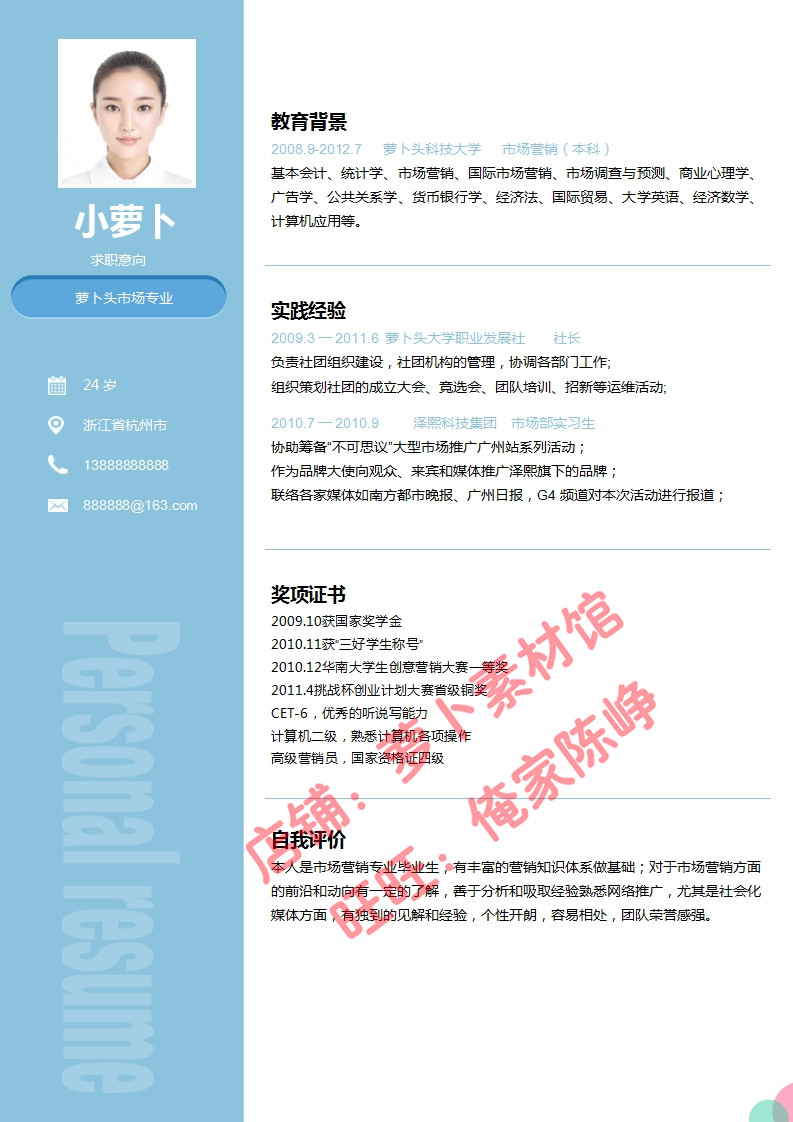 小萝卜
求职意向
萝卜头市场专业
24 岁
浙江省杭州市
13888888888
888888@163.com
Personal resume
教育背景
2008.9-2012.7 萝卜头科技大学 市场营销（本科）
基本会计、统计学、市场营销、国际市场营销、市场调查与预测、商业心理学、
广告学、公共关系学、货币银行学、经济法、国际贸易、大学英语、经济数学、
计算机应用等。
实践经验
2009.3 — 2011.6 萝卜头大学职业发展社 社长
负责社团组织建设，社团机构的管理，协调各部门工作;
组织策划社团的成立大会、竟选会、团队培训、招新等运维活动;
2010.7 — 2010.9 泽熙科技集团 市场部实习生
协助筹备“不可思议”大型市场推广广州站系列活动；
作为品牌大使向观众、来宾和媒体推广泽熙旗下的品牌；
联络各家媒体如南方都市晚报、广州日报，G4 频道对本次活动进行报道；
奖项证书
2009.10获国家奖学金
2010.11获“三好学生称号”
2010.12华南大学生创意营销大赛一等奖
2011.4挑战杯创业计划大赛省级铜奖
CET-6，优秀的听说写能力
计算机二级，熟悉计算机各项操作
高级营销员，国家资格证四级
自我评价
本人是市场营销专业毕业生，有丰富的营销知识体系做基础；对于市场营销方面
的前沿和动向有一定的了解，善于分析和吸取经验熟悉网络推广，尤其是社会化
媒体方面，有独到的见解和经验，个性开朗，容易相处，团队荣誉感强。
店铺：萝卜素材馆
旺旺：俺家陈峥